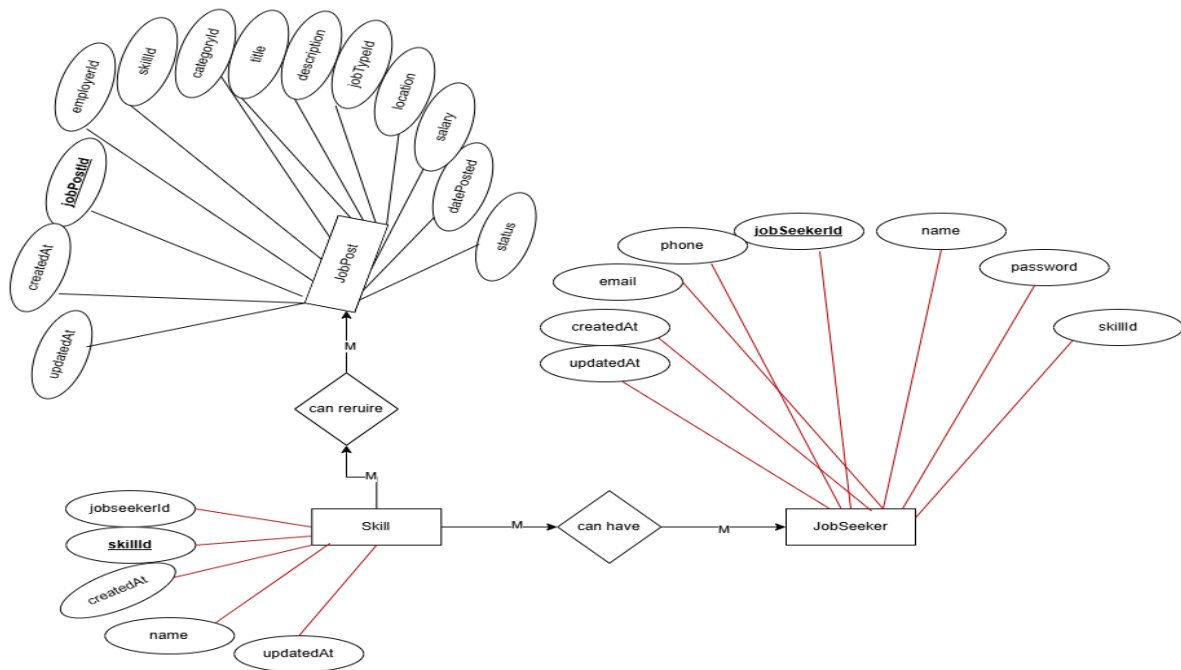 employerId
skillId
categoryId
title
description
jobTypeId
location
salary
datePosted
status
jobPostId
createdAt
updatedAt
JobPost
M
can reruire
M
jobSeekerId
phone
name
email
password
createdAt
skillId
updatedAt
jobseekerId
skillId
createdAt
name
updatedAt
Skill
M
can have
M
JobSeeker